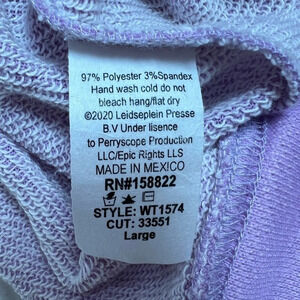 97% Polyester 3%Spandex
Hand wash cold do not
bleach hang/flat dry
©2020 Leidseplein Presse
B.V Under lisence
to Perryscope Production
LLC/Epic Rights LLS
MADE IN MEXICO
RN#158822
STYLE: WT1574
CUT: 33551
Large